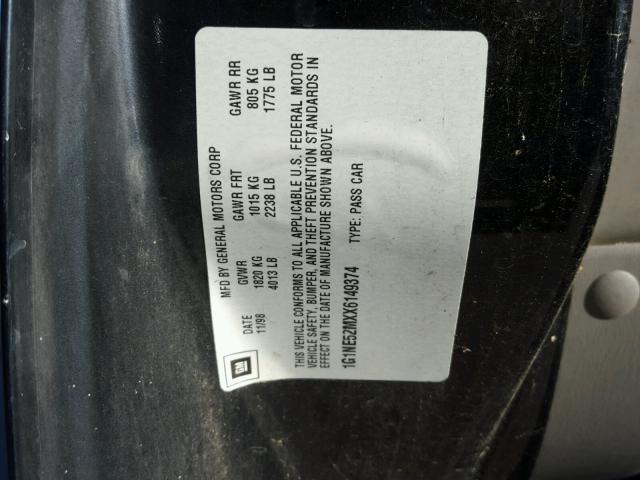 MFD BY GENERAL MOTORS CORP
DATE GVWR GAWR FRT GAWR RR
11/98 1820 KG 1015 KG 805 KG
4013 LB 2238 LB 1775 LB
GM
THIS VEHICLE CONFORMS TO ALL APPLICABLE U.S. FEDERAL MOTOR
VEHICLE SAFETY, BUMPER, AND THEFT PREVENTION STANDARDS IN
EFFECT ON THE DATE OF MANUFACTURE SHOWN ABOVE.
1G1NE52MXX6149374 TYPE: PASS CAR